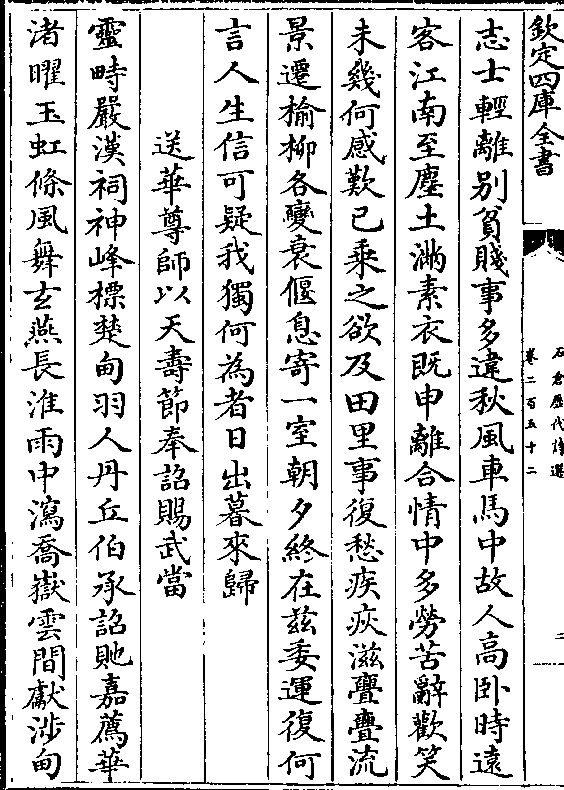 欽定四庫全書
石倉歷代詩選
卷二百五十二
二
志士輕離别貧賤事多違秋風車馬中故人高卧時遠
客江南至塵土滿素衣既申離合情中多勞苦辭歡笑
未幾何感歎已乘之欲及田里事復愁疾疢滋亹亹流
景遷榆柳各變衰偃息寄一室朝夕終在兹委運復何
言人生信可疑我獨何為者日出暮來歸
送華尊師以天壽節奉詔賜武當
靈畤嚴漢祠神峰標楚甸羽人丹丘伯承詔貤嘉薦華
渚曜玉虹條風舞玄燕長淮雨中瀉喬嶽雲間獻涉甸